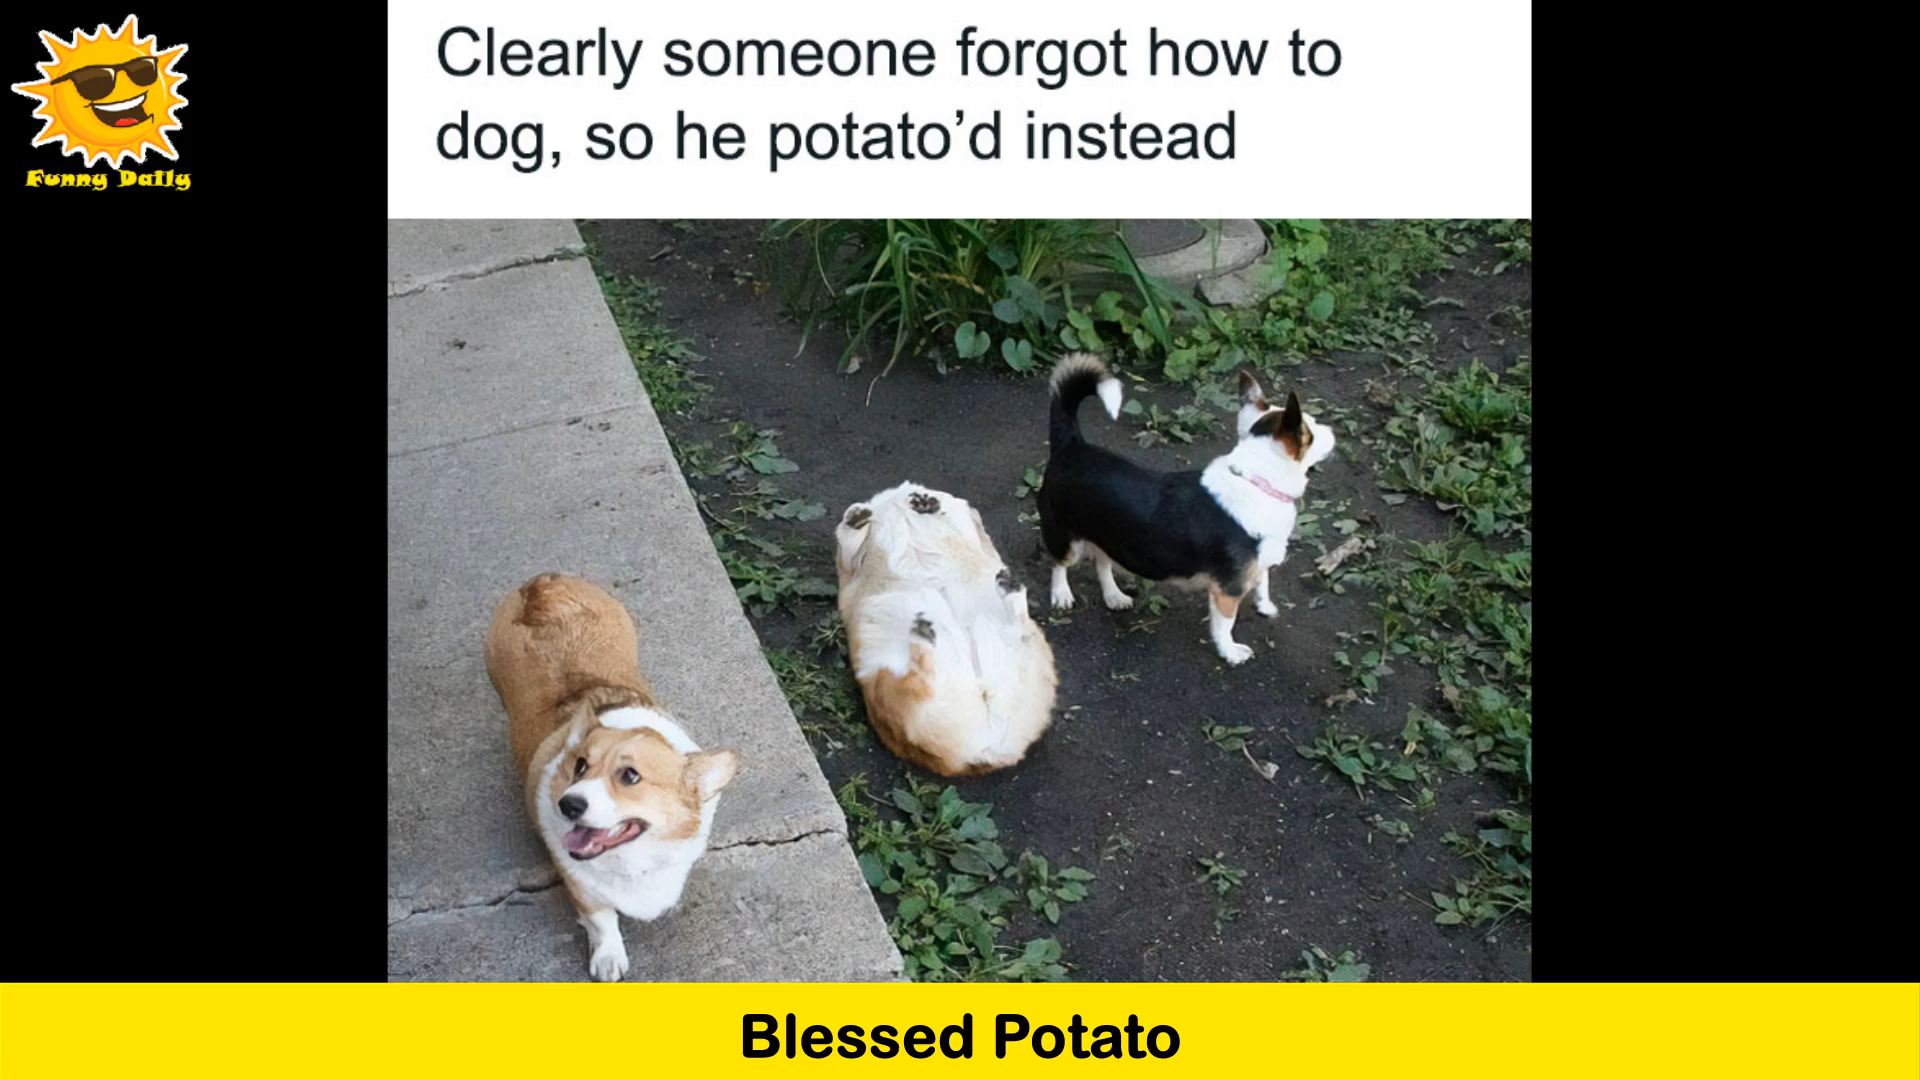 Funny Daily
Clearly someone forgot how to
dog, so he potato’d instead
Blessed Potato